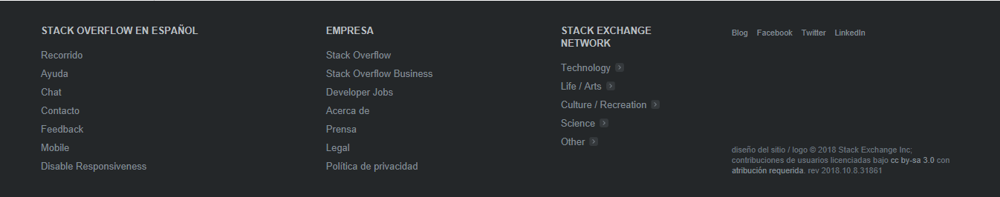 STACK OVERFLOW EN ESPAÑOL
Recorrido
Ayuda
Chat
Contacto
Feedback
Mobile
Disable Responsiveness
EMPRESA
Stack Overflow
Stack Overflow Business
Developer Jobs
Acerca de
Prensa
Legal
Política de privacidad
STACK EXCHANGE
NETWORK
Technology
Life / Arts
Culture / Recreation
Science
Other
Blog Facebook Twitter LinkedIn
diseño del sitio / logo © 2018 Stack Exchange Inc;
contribuciones de usuarios licenciadas bajo cc by-sa 3.0 con
atribución requerida. rev 2018.10.8.31861